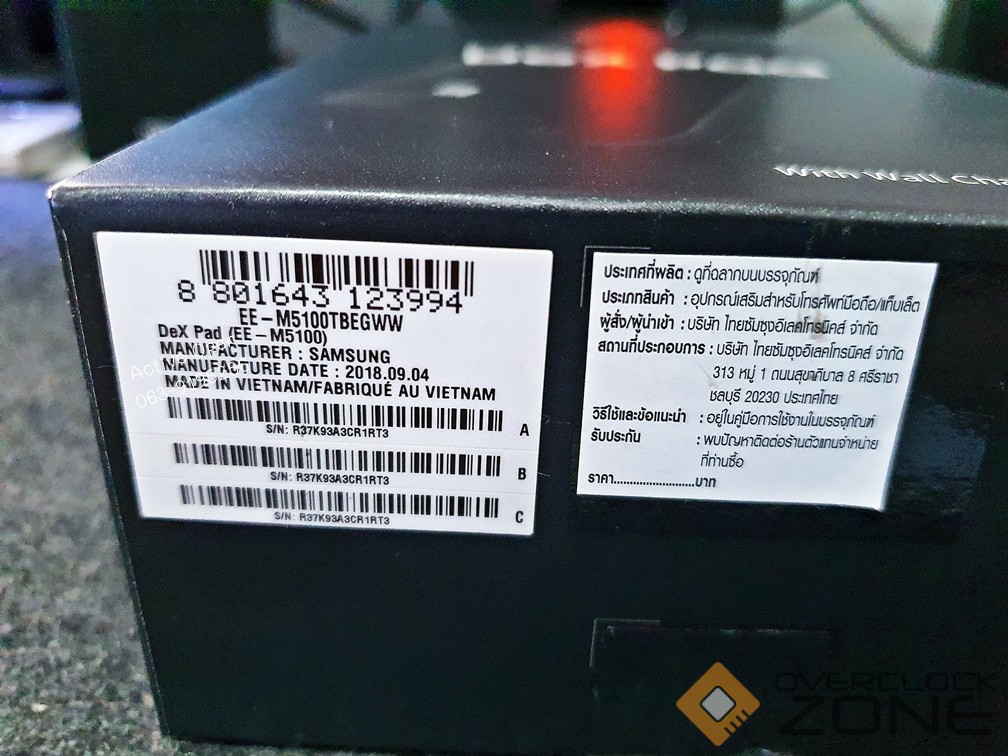 With Wall Cha
8 801643 123994
EE-M5100TBEGWW
DeX Pad (EE-M5100)
MANUFACTURER : SAMSUNG
MANUFACTURE DATE : 2018.09.04
MADE IN VIETNAM/FABRIQUÉ AU VIETNAM
S/N: R37K93A3CR1RT3
A
S/N: R37K93A3CR1RT3
B
S/N: R37K93A3CR1RT3
C
ประเทศที่ผลิต : ดูที่ฉลากบนบรรจุภัณฑ์
ประเภทสินค้า : อุปกรณ์เสริมสำหรับโทรศัพท์มือถือ/แท็บเล็ต
ผู้สั่ง/ผู้นำเข้า : บริษัท ไทยซัมซุงอิเลคโทรนิคส์ จำกัด
สถานที่ประกอบการ : บริษัท ไทยซัมซุงอิเลคโทรนิคส์ จำกัด
313 หมู่ 1 ถนนสุขาภิบาล 8 ศรีราชา
ชลบุรี 20230 ประเทศไทย
วิธีใช้และข้อแนะนำ : อยู่ในคู่มือการใช้งานในบรรจุภัณฑ์
รับประกัน : พบปัญหาติดต่อร้านตัวแทนจำหน่าย
ที่ท่านซื้อ
ราคา........................บาท
OVERCLOCK
ZONE